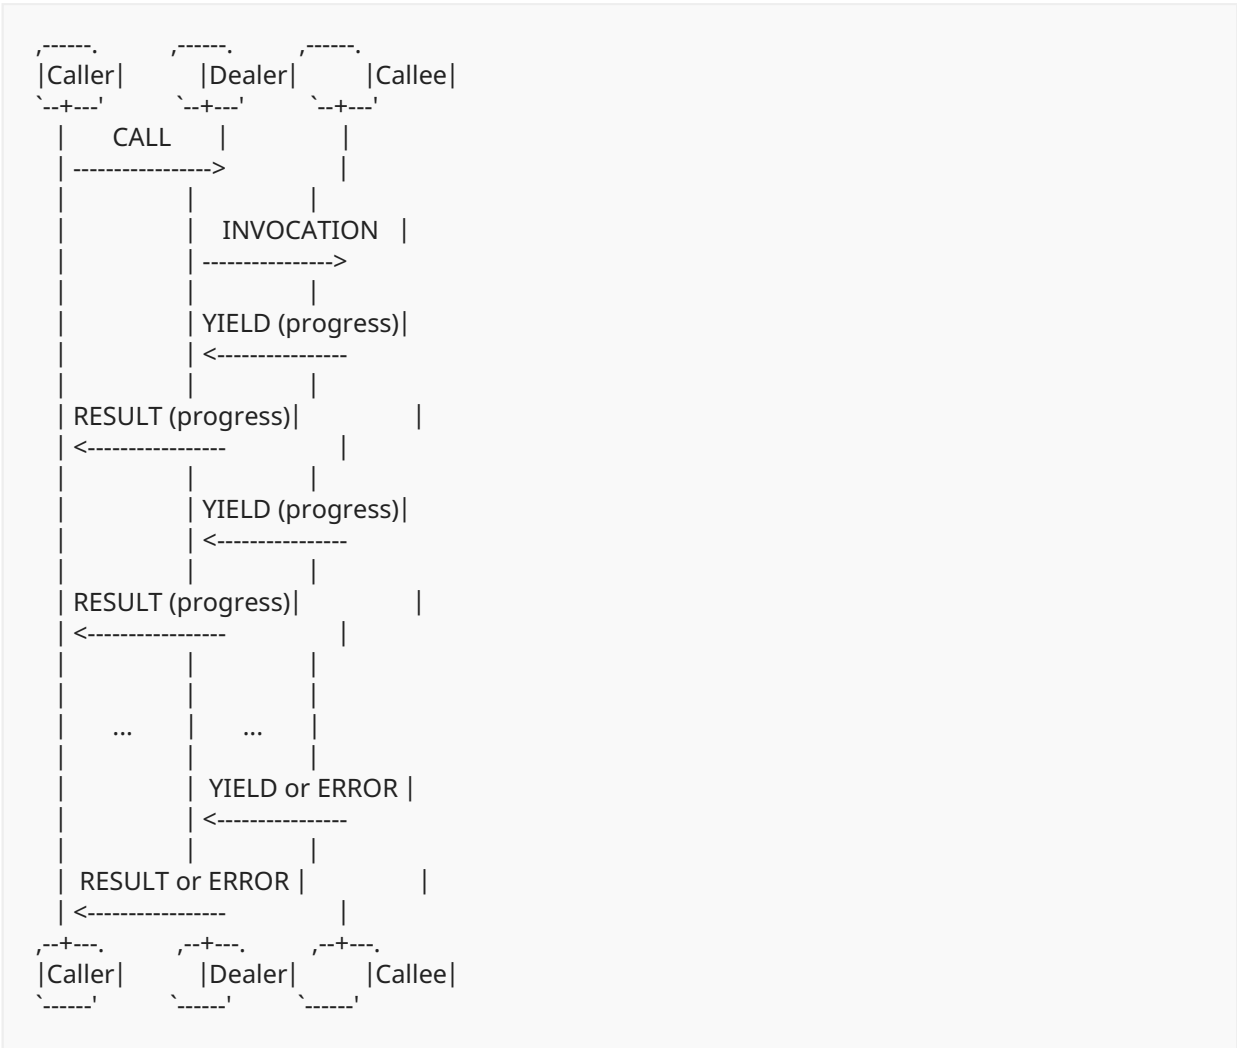 ,------.          ,------.          ,------.
|Caller|          |Dealer|          |Callee|
`--+---'          `--+---'          `--+---'
   |       CALL       |                 |
   | ----------------->                 |
   |                  |                 |
   |                  |    INVOCATION   |
   |                  | ---------------->
   |                  |                 |
   |                  | YIELD (progress)|
   |                  | <----------------
   |                  |                 |
   | RESULT (progress)|                 |
   | <-----------------                 |
   |                  |                 |
   |                  | YIELD (progress)|
   |                  | <----------------
   |                  |                 |
   | RESULT (progress)|                 |
   | <-----------------                 |
   |                  |                 |
   |                  |                 |
   |       ...        |       ...       |
   |                  |                 |
   |                  |  YIELD or ERROR |
   |                  | <----------------
   |                  |                 |
   |  RESULT or ERROR |                 |
   | <-----------------                 |
,--+---.          ,--+---.          ,--+---.
|Caller|          |Dealer|          |Callee|
`------'          `------'          `------'